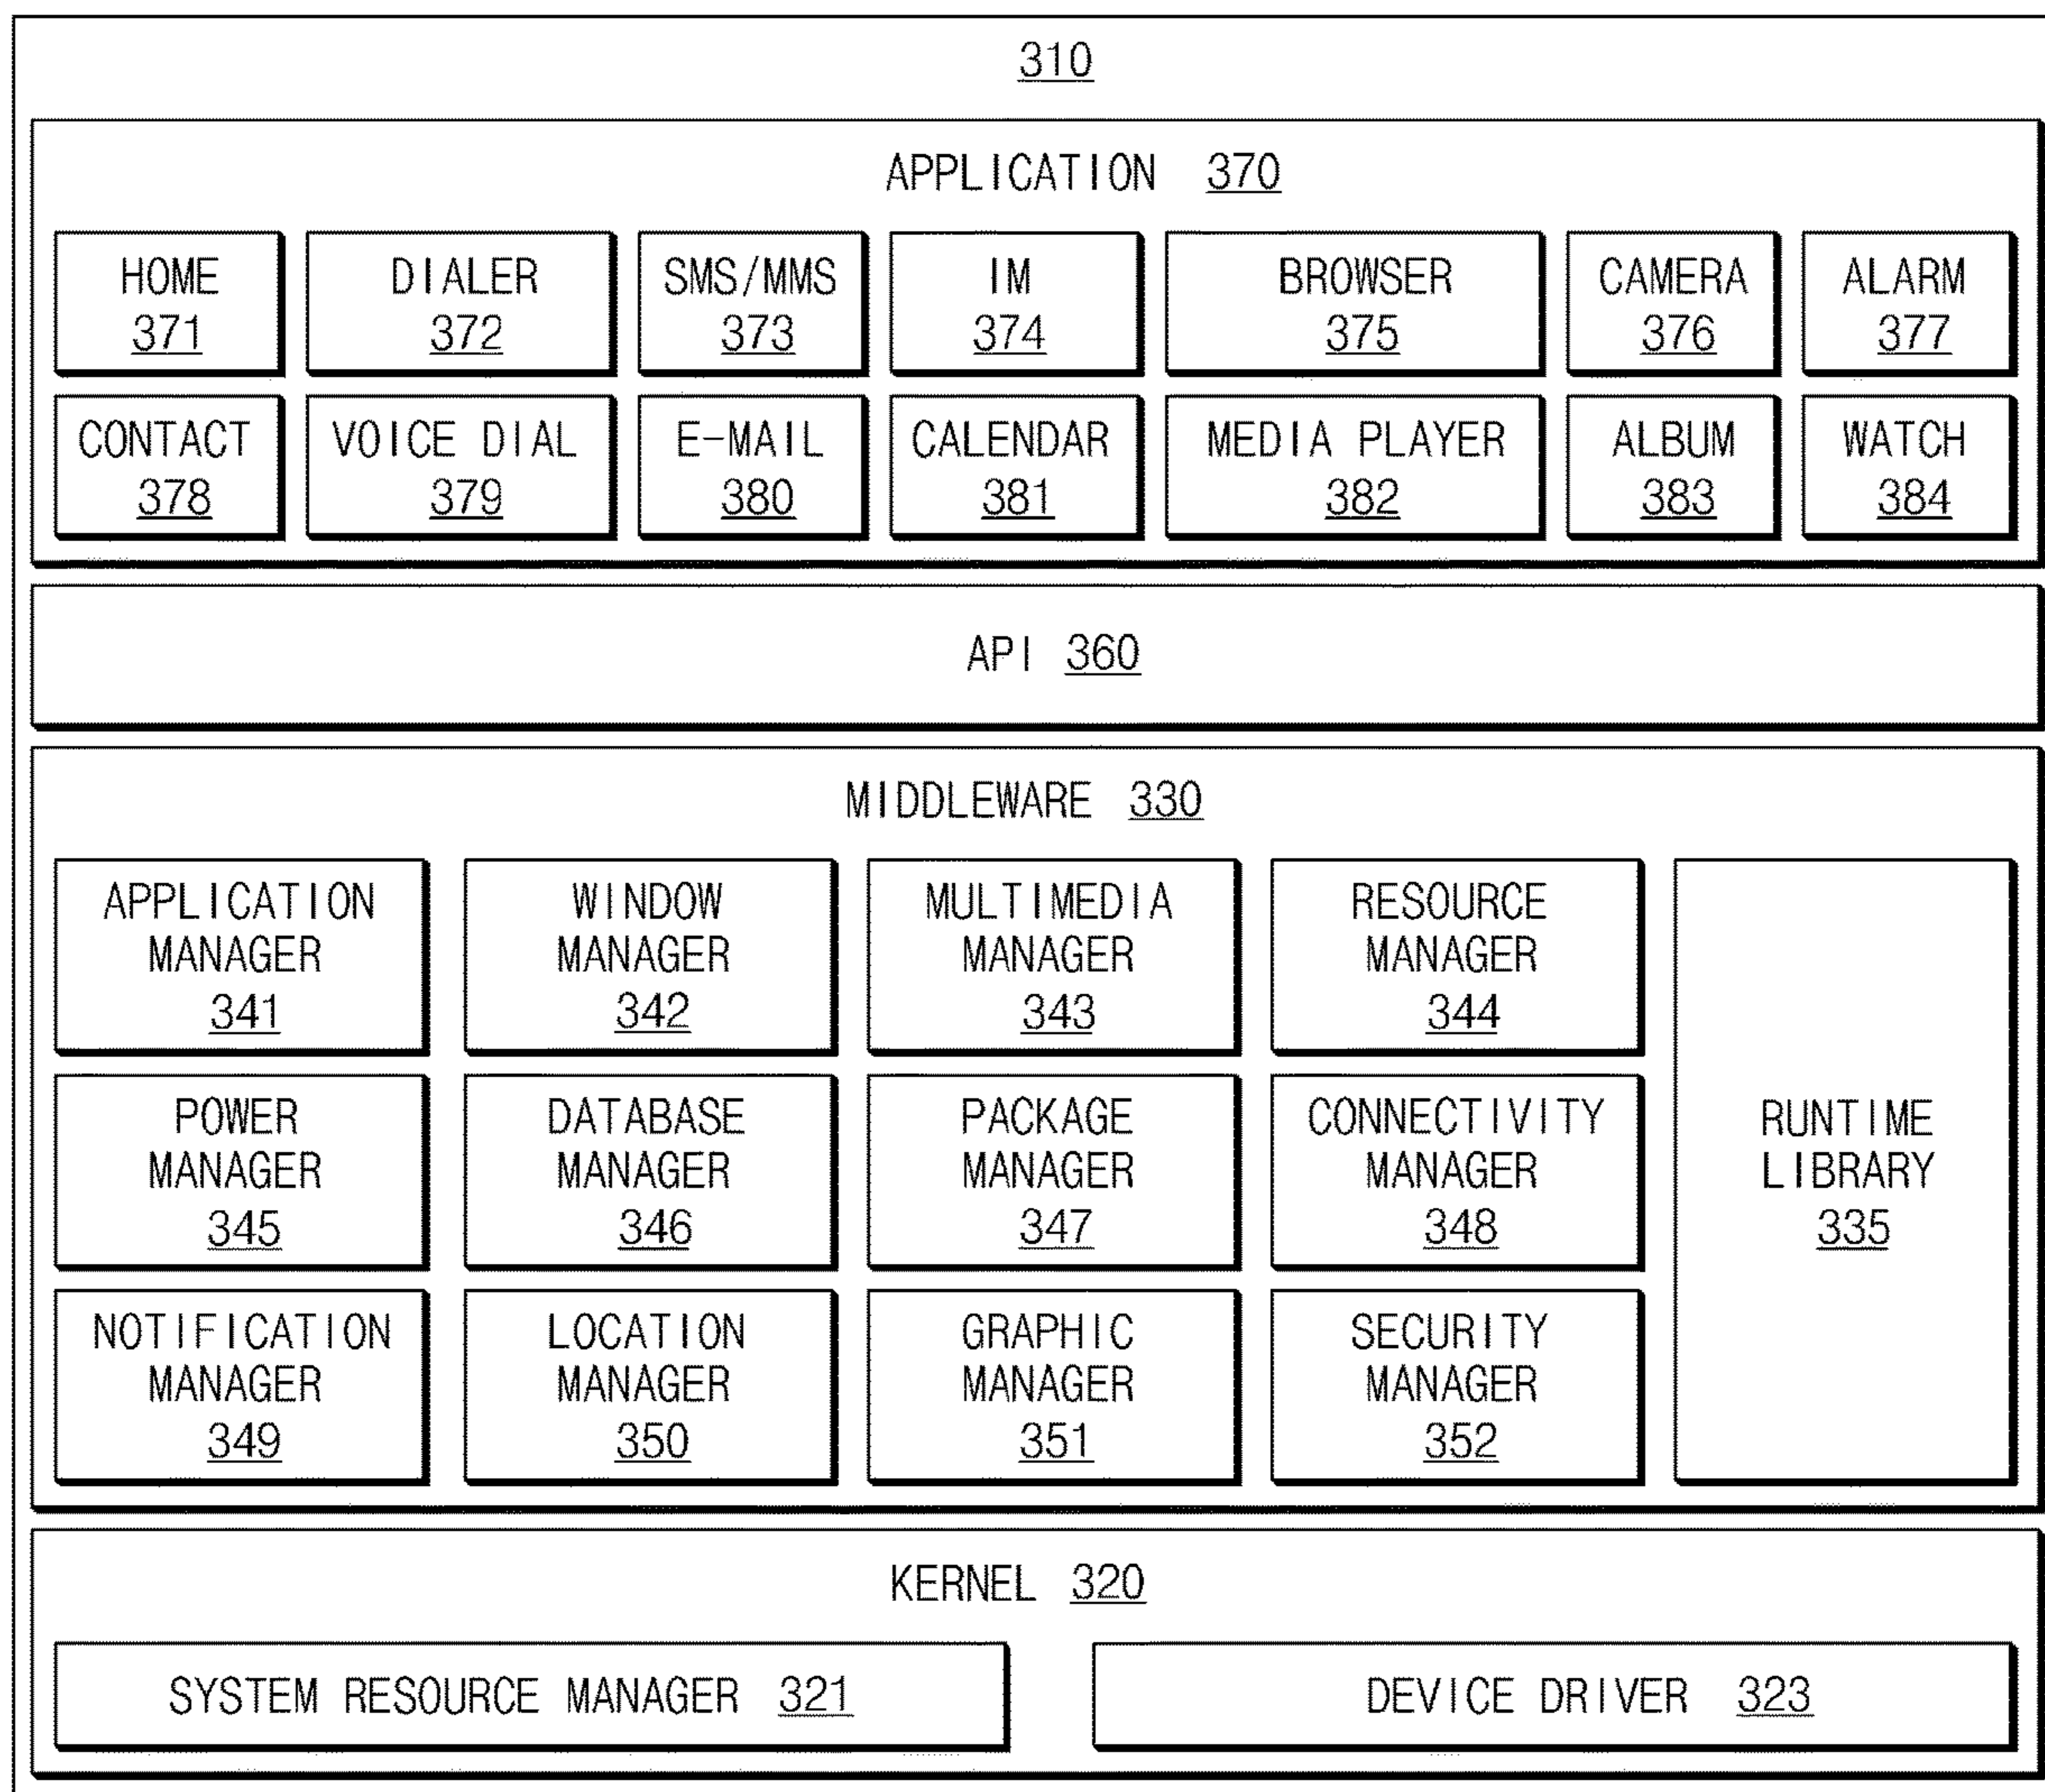 310
APPLICATION 370
HOME
371
DIALER
372
SMS/MMS
373
IM
374
BROWSER
375
CAMERA
376
ALARM
377
CONTACT
378
VOICE DIAL
379
E-MAIL
380
CALENDAR
381
MEDIA PLAYER
382
ALBUM
383
WATCH
384
API 360
MIDDLEWARE 330
APPLICATION
MANAGER
341
WINDOW
MANAGER
342
MULTIMEDIA
MANAGER
343
RESOURCE
MANAGER
344
POWER
MANAGER
345
DATABASE
MANAGER
346
PACKAGE
MANAGER
347
CONNECTIVITY
MANAGER
348
RUNTIME
LIBRARY
335
NOTIFICATION
MANAGER
349
LOCATION
MANAGER
350
GRAPHIC
MANAGER
351
SECURITY
MANAGER
352
KERNEL 320
SYSTEM RESOURCE MANAGER 321
DEVICE DRIVER 323